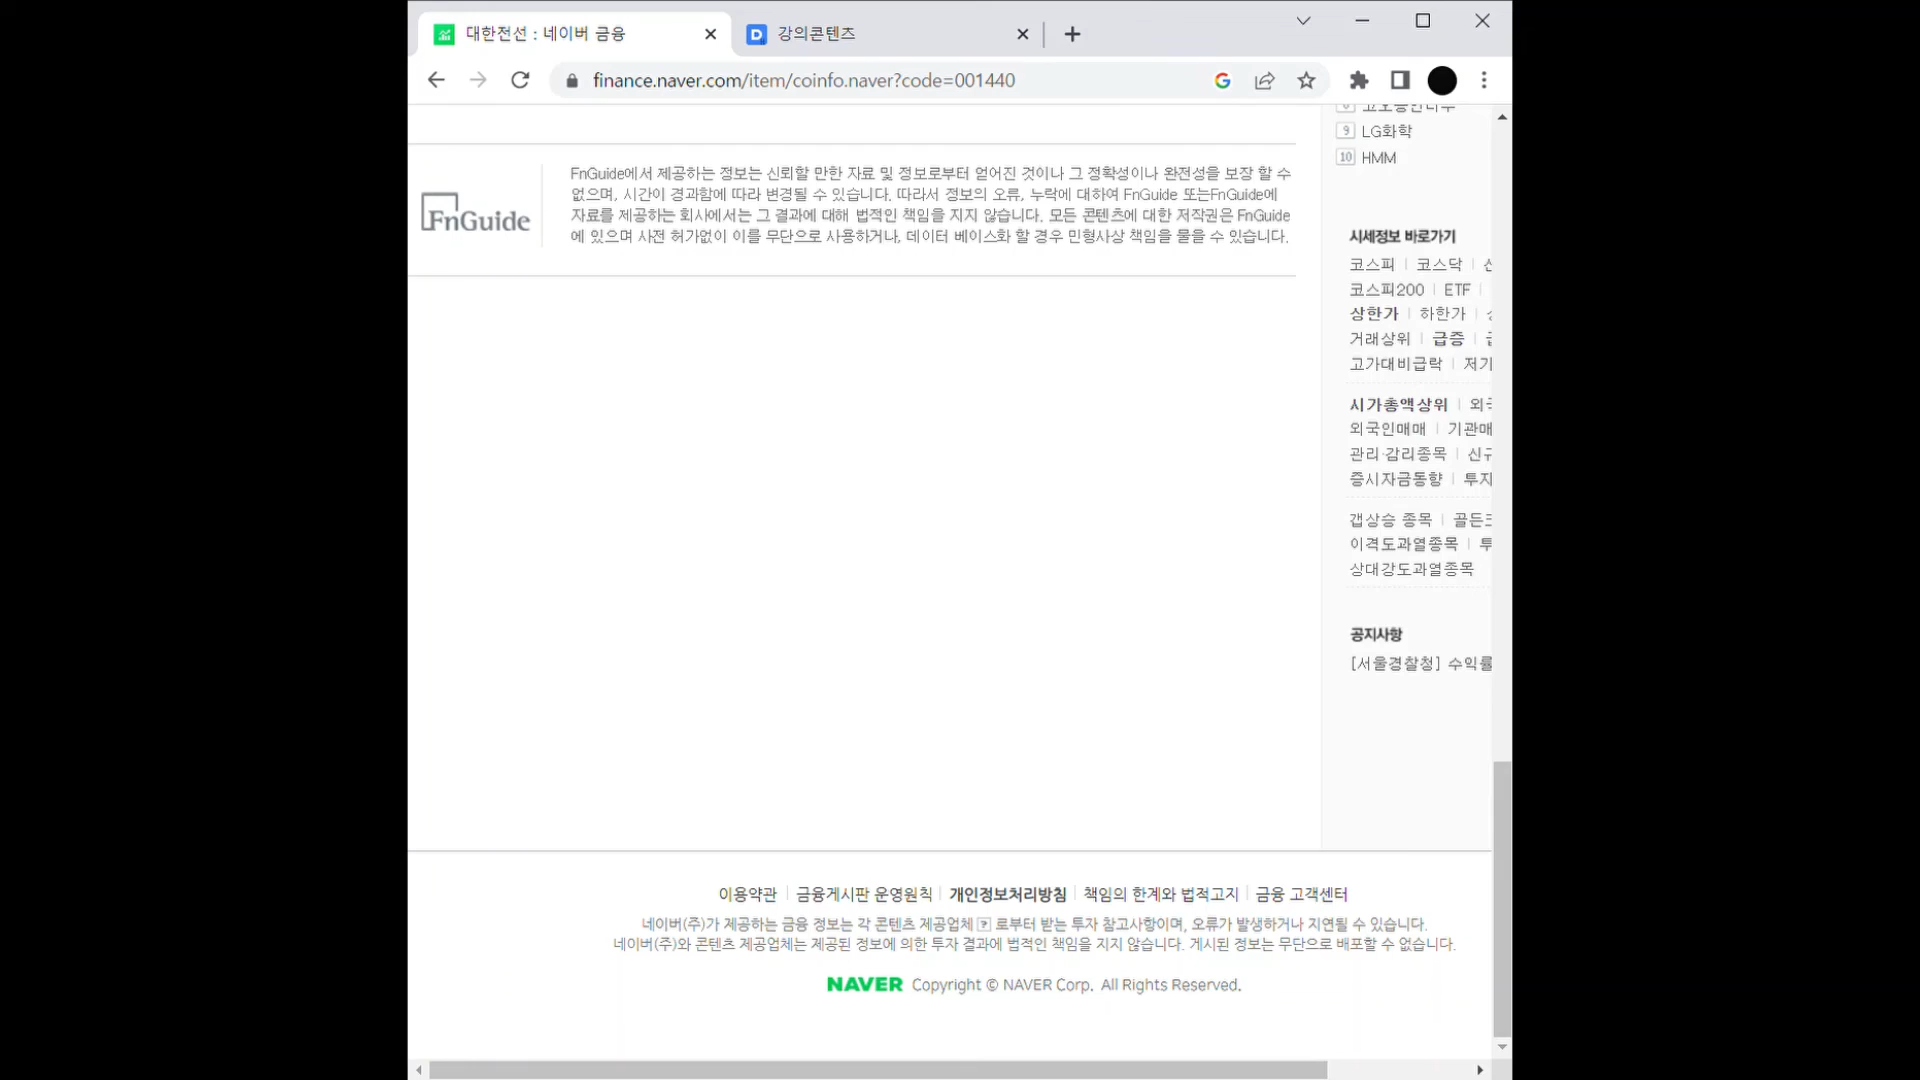 대한전선 : 네이버 금융
강의콘텐츠
finance.naver.com/item/coinfo.naver?code=001440
9 LG화학
10 HMM
FnGuide
FnGuide에서 제공하는 정보는 신뢰할 만한 자료 및 정보로부터 얻어진 것이나 그 정확성이나 완전성을 보장 할 수
없으며, 시간이 경과함에 따라 변경될 수 있습니다. 따라서 정보의 오류, 누락에 대하여 FnGuide 또는FnGuide에
자료를 제공하는 회사에서는 그 결과에 대해 법적인 책임을 지지 않습니다. 모든 콘텐츠에 대한 저작권은 FnGuide
에 있으며 사전 허가없이 이를 무단으로 사용하거나, 데이터 베이스화 할 경우 민형사상 책임을 물을 수 있습니다.
시세정보 바로가기
코스피 | 코스닥 |
코스피200 | ETF |
상한가 | 하한가 |
거래상위 | 급증 |
고가대비급락 | 저가
시가총액상위 |
외국인매매 | 기관매
관리·감리종목 | 신규
증시자금동향 | 투자
갭상승 종목 | 골든
이격도과열종목 | 투
상대강도과열종목
공지사항
[서울경찰청] 수익률
이용약관 | 금융게시판 운영원칙 | 개인정보처리방침 | 책임의 한계와 법적고지 | 금융 고객센터
네이버(주)가 제공하는 금융 정보는 각 콘텐츠 제공업체 ? 로부터 받는 투자 참고사항이며, 오류가 발생하거나 지연될 수 있습니다.
네이버(주)와 콘텐츠 제공업체는 제공된 정보에 의한 투자 결과에 법적인 책임을 지지 않습니다. 게시된 정보는 무단으로 배포할 수 없습니다.
NAVER Copyright © NAVER Corp. All Rights Reserved.